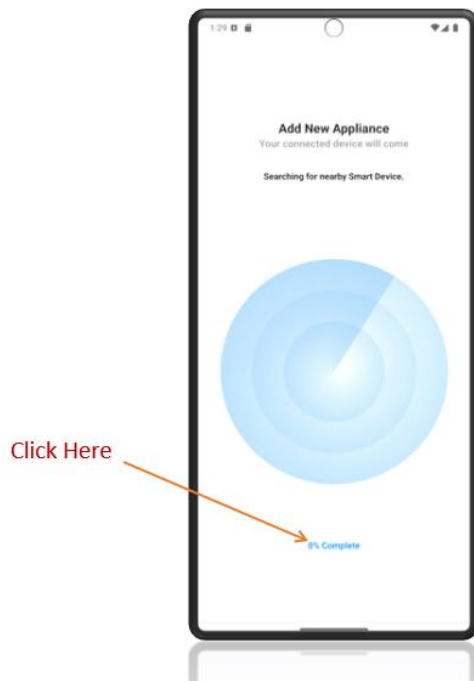 1:29
Add New Appliance
Your connected device will come
Searching for nearby Smart Device.
Click Here
0% Complete